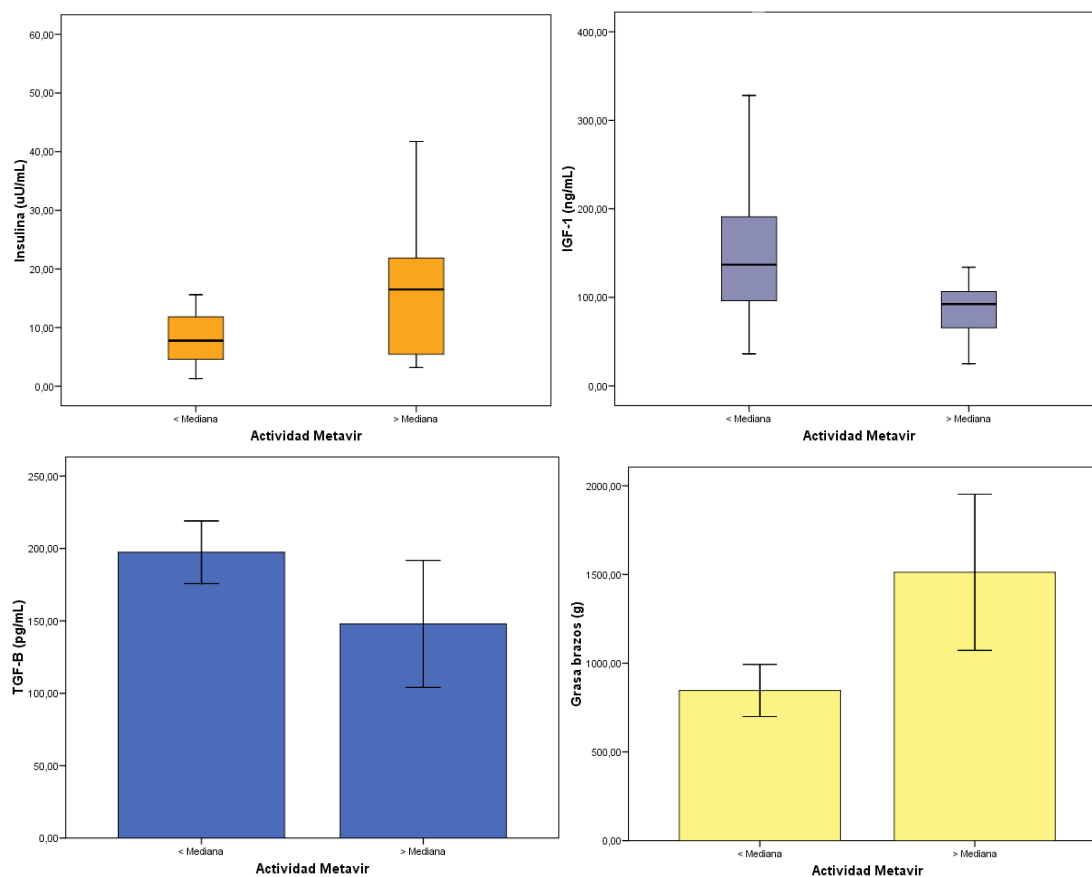 Insulina (uU/mL)
60,00
50,00
40,00
30,00
20,00
10,00
0,00
< Mediana
> Mediana
Actividad Metavir
IGF-1 (ng/mL)
400,00
300,00
200,00
100,00
0,00
< Mediana
> Mediana
Actividad Metavir
TGF-B (pg/mL)
250,00
200,00
150,00
100,00
50,00
0,00
< Mediana
> Mediana
Actividad Metavir
Grasa brazos (g)
2000,00
1500,00
1000,00
500,00
0,00
< Mediana
> Mediana
Actividad Metavir